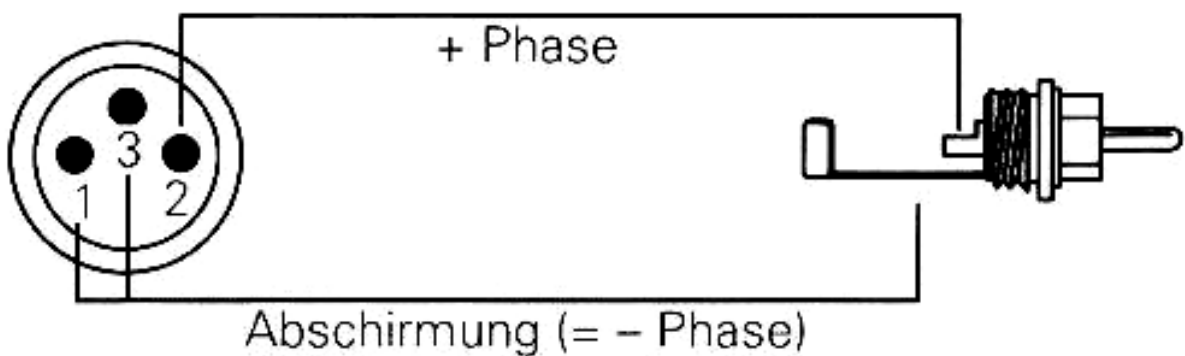 + Phase
3
1
2
Abschirmung (= – Phase)